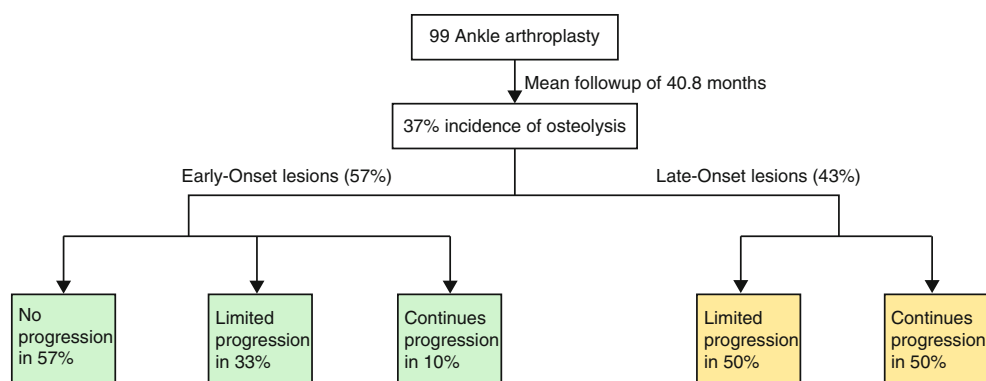 99 Ankle arthroplasty
Mean followup of 40.8 months
37% incidence of osteolysis
Early-Onset lesions (57%)
Late-Onset lesions (43%)
No
progression
in 57%
Limited
progression
in 33%
Continues
progression
in 10%
Limited
progression
in 50%
Continues
progression
in 50%